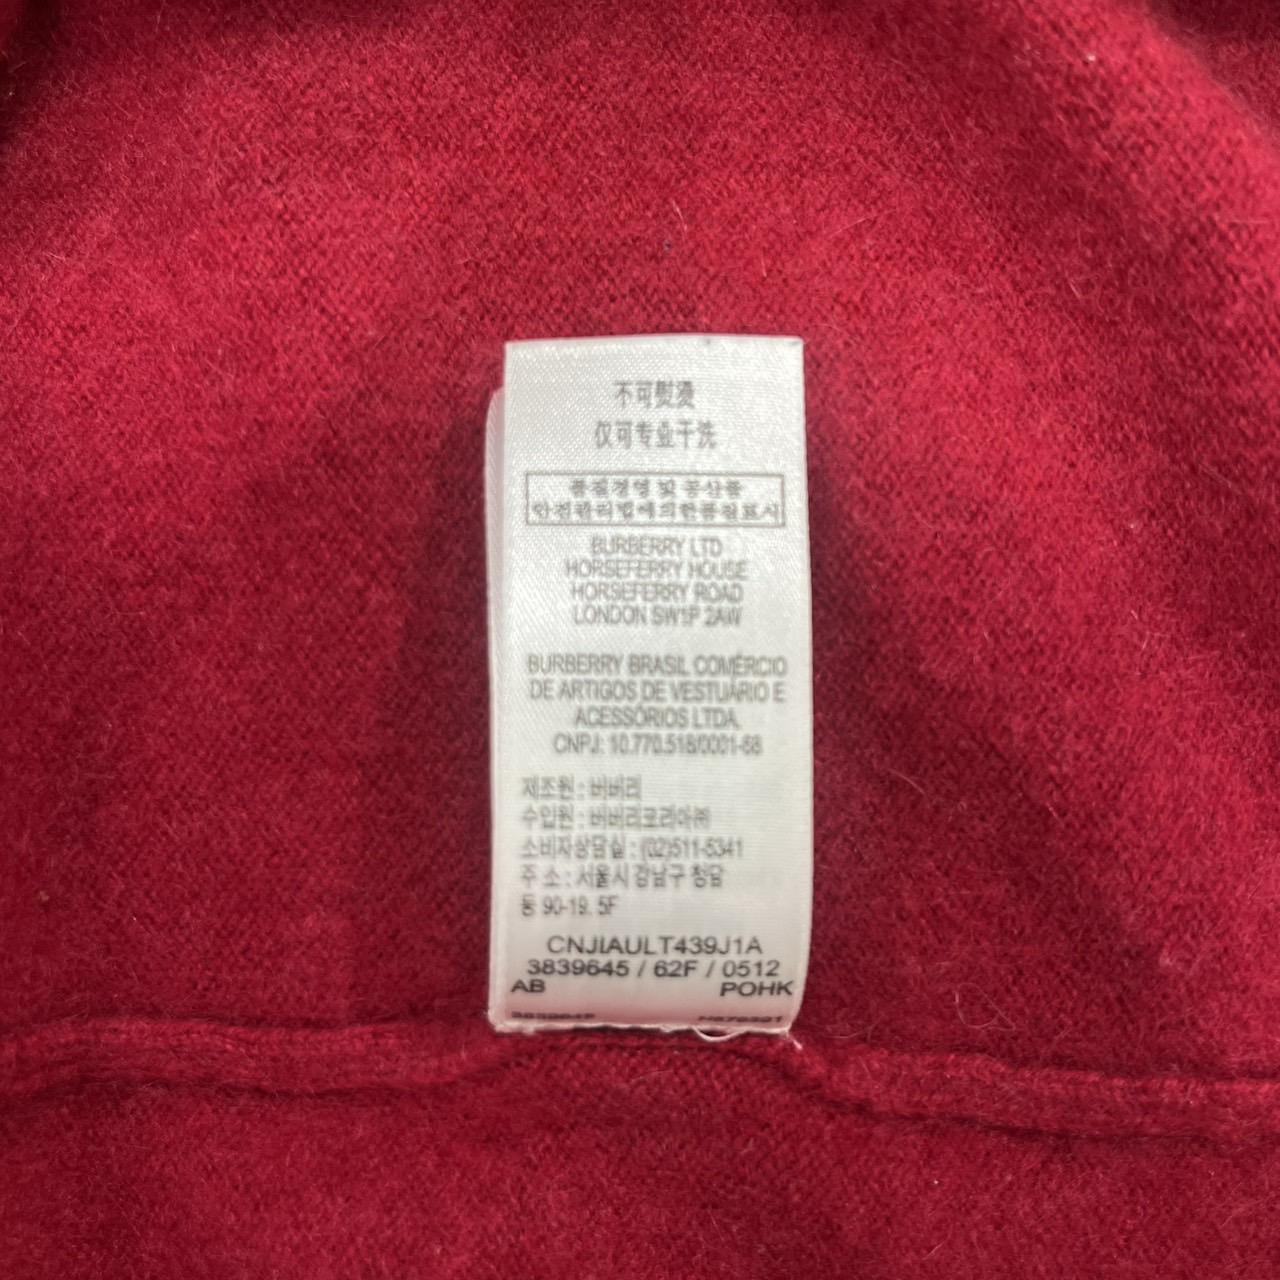 不可熨烫
仅可专业干洗
품질경영 및 공산품
안전관리법에의한품질표시
BURBERRY LTD
HORSEFERRY HOUSE
HORSEFERRY ROAD
LONDON SW1P 2AW
BURBERRY BRASIL COMÉRCIO
DE ARTIGOS DE VESTUÁRIO E
ACESSÓRIOS LTDA.
CNPJ: 10.770.518/0001-68
제조원 : 버버리
수입원 : 버버리코리아㈜
소비자상담실 : (02)511-5341
주 소 : 서울시 강남구 청담
동 90-19. 5F
CNJIAULT439J1A
3839645 / 62F / 0512
AB POHK